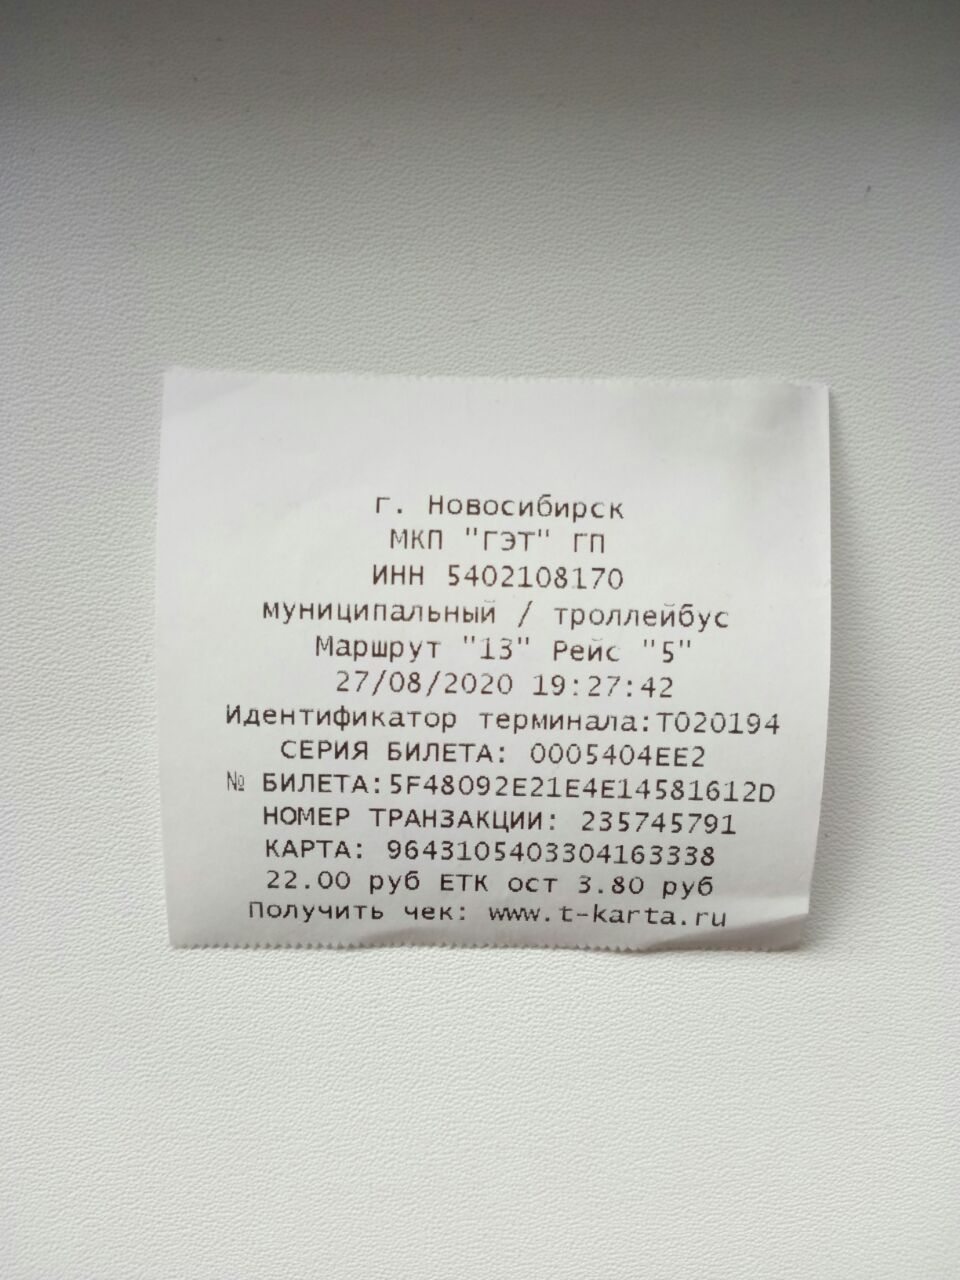 г. Новосибирск
МКП "ГЭТ" ГП
ИНН 5402108170
муниципальный / троллейбус
Маршрут "13" Рейс "5"
27/08/2020 19:27:42
Идентификатор терминала:T020194
СЕРИЯ БИЛЕТА: 0005404EE2
№ БИЛЕТА:5F48092E21E4E14581612D
НОМЕР ТРАНЗАКЦИИ: 235745791
КАРТА: 9643105403304163338
22.00 руб ЕТК ост 3.80 руб
Получить чек: www.t-karta.ru